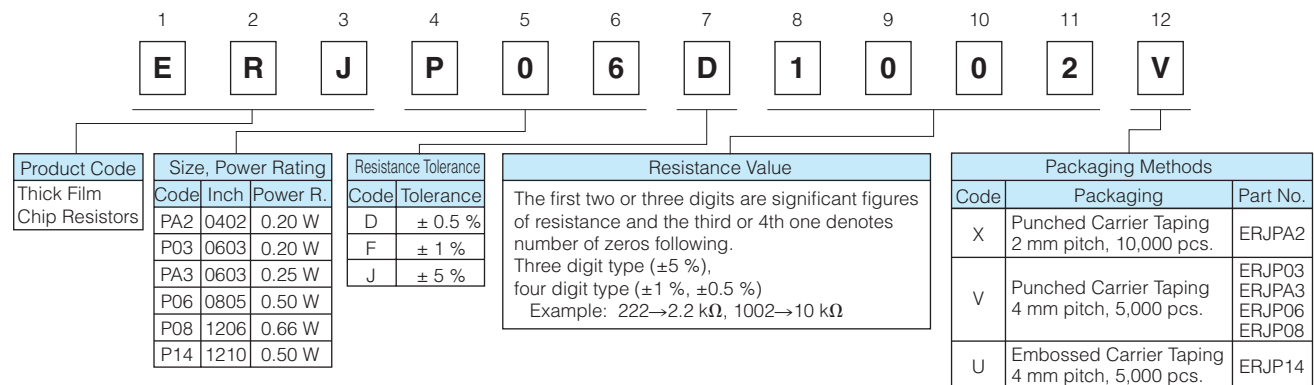 1 2 3 4 5 6 7 8 9 10 11 12
E R J P 0 6 D 1 0 0 2 V
Product Code
Thick Film
Chip Resistors
Size, Power Rating
Code Inch Power R.
PA2 0402 0.20 W
P03 0603 0.20 W
PA3 0603 0.25 W
P06 0805 0.50 W
P08 1206 0.66 W
P14 1210 0.50 W
Resistance Tolerance
Code Tolerance
D ± 0.5 %
F ± 1 %
J ± 5 %
Resistance Value
The first two or three digits are significant figures
of resistance and the third or 4th one denotes
number of zeros following.
Three digit type (±5 %),
four digit type (±1 %, ±0.5 %)
Example: 222→2.2 kΩ, 1002→10 kΩ
Packaging Methods
Code Packaging Part No.
X Punched Carrier Taping
2 mm pitch, 10,000 pcs. ERJPA2
V Punched Carrier Taping
4 mm pitch, 5,000 pcs.
ERJP03
ERJPA3
ERJP06
ERJP08
U Embossed Carrier Taping
4 mm pitch, 5,000 pcs. ERJP14